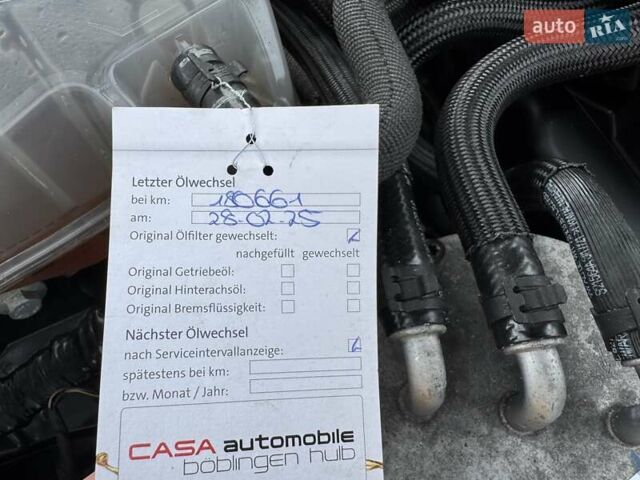 auto RIA
Letzter Ölwechsel
bei km: 180661
am: 28-02-25
Original Ölfilter gewechselt:
nachgefüllt gewechselt
Original Getriebeöl:
Original Hinterachsöl:
Original Bremsflüssigkeit:
Nächster Ölwechsel
nach Serviceintervallanzeige:
spätestens bei km:
bzw. Monat / Jahr:
CASA automobile
böblingen hulb